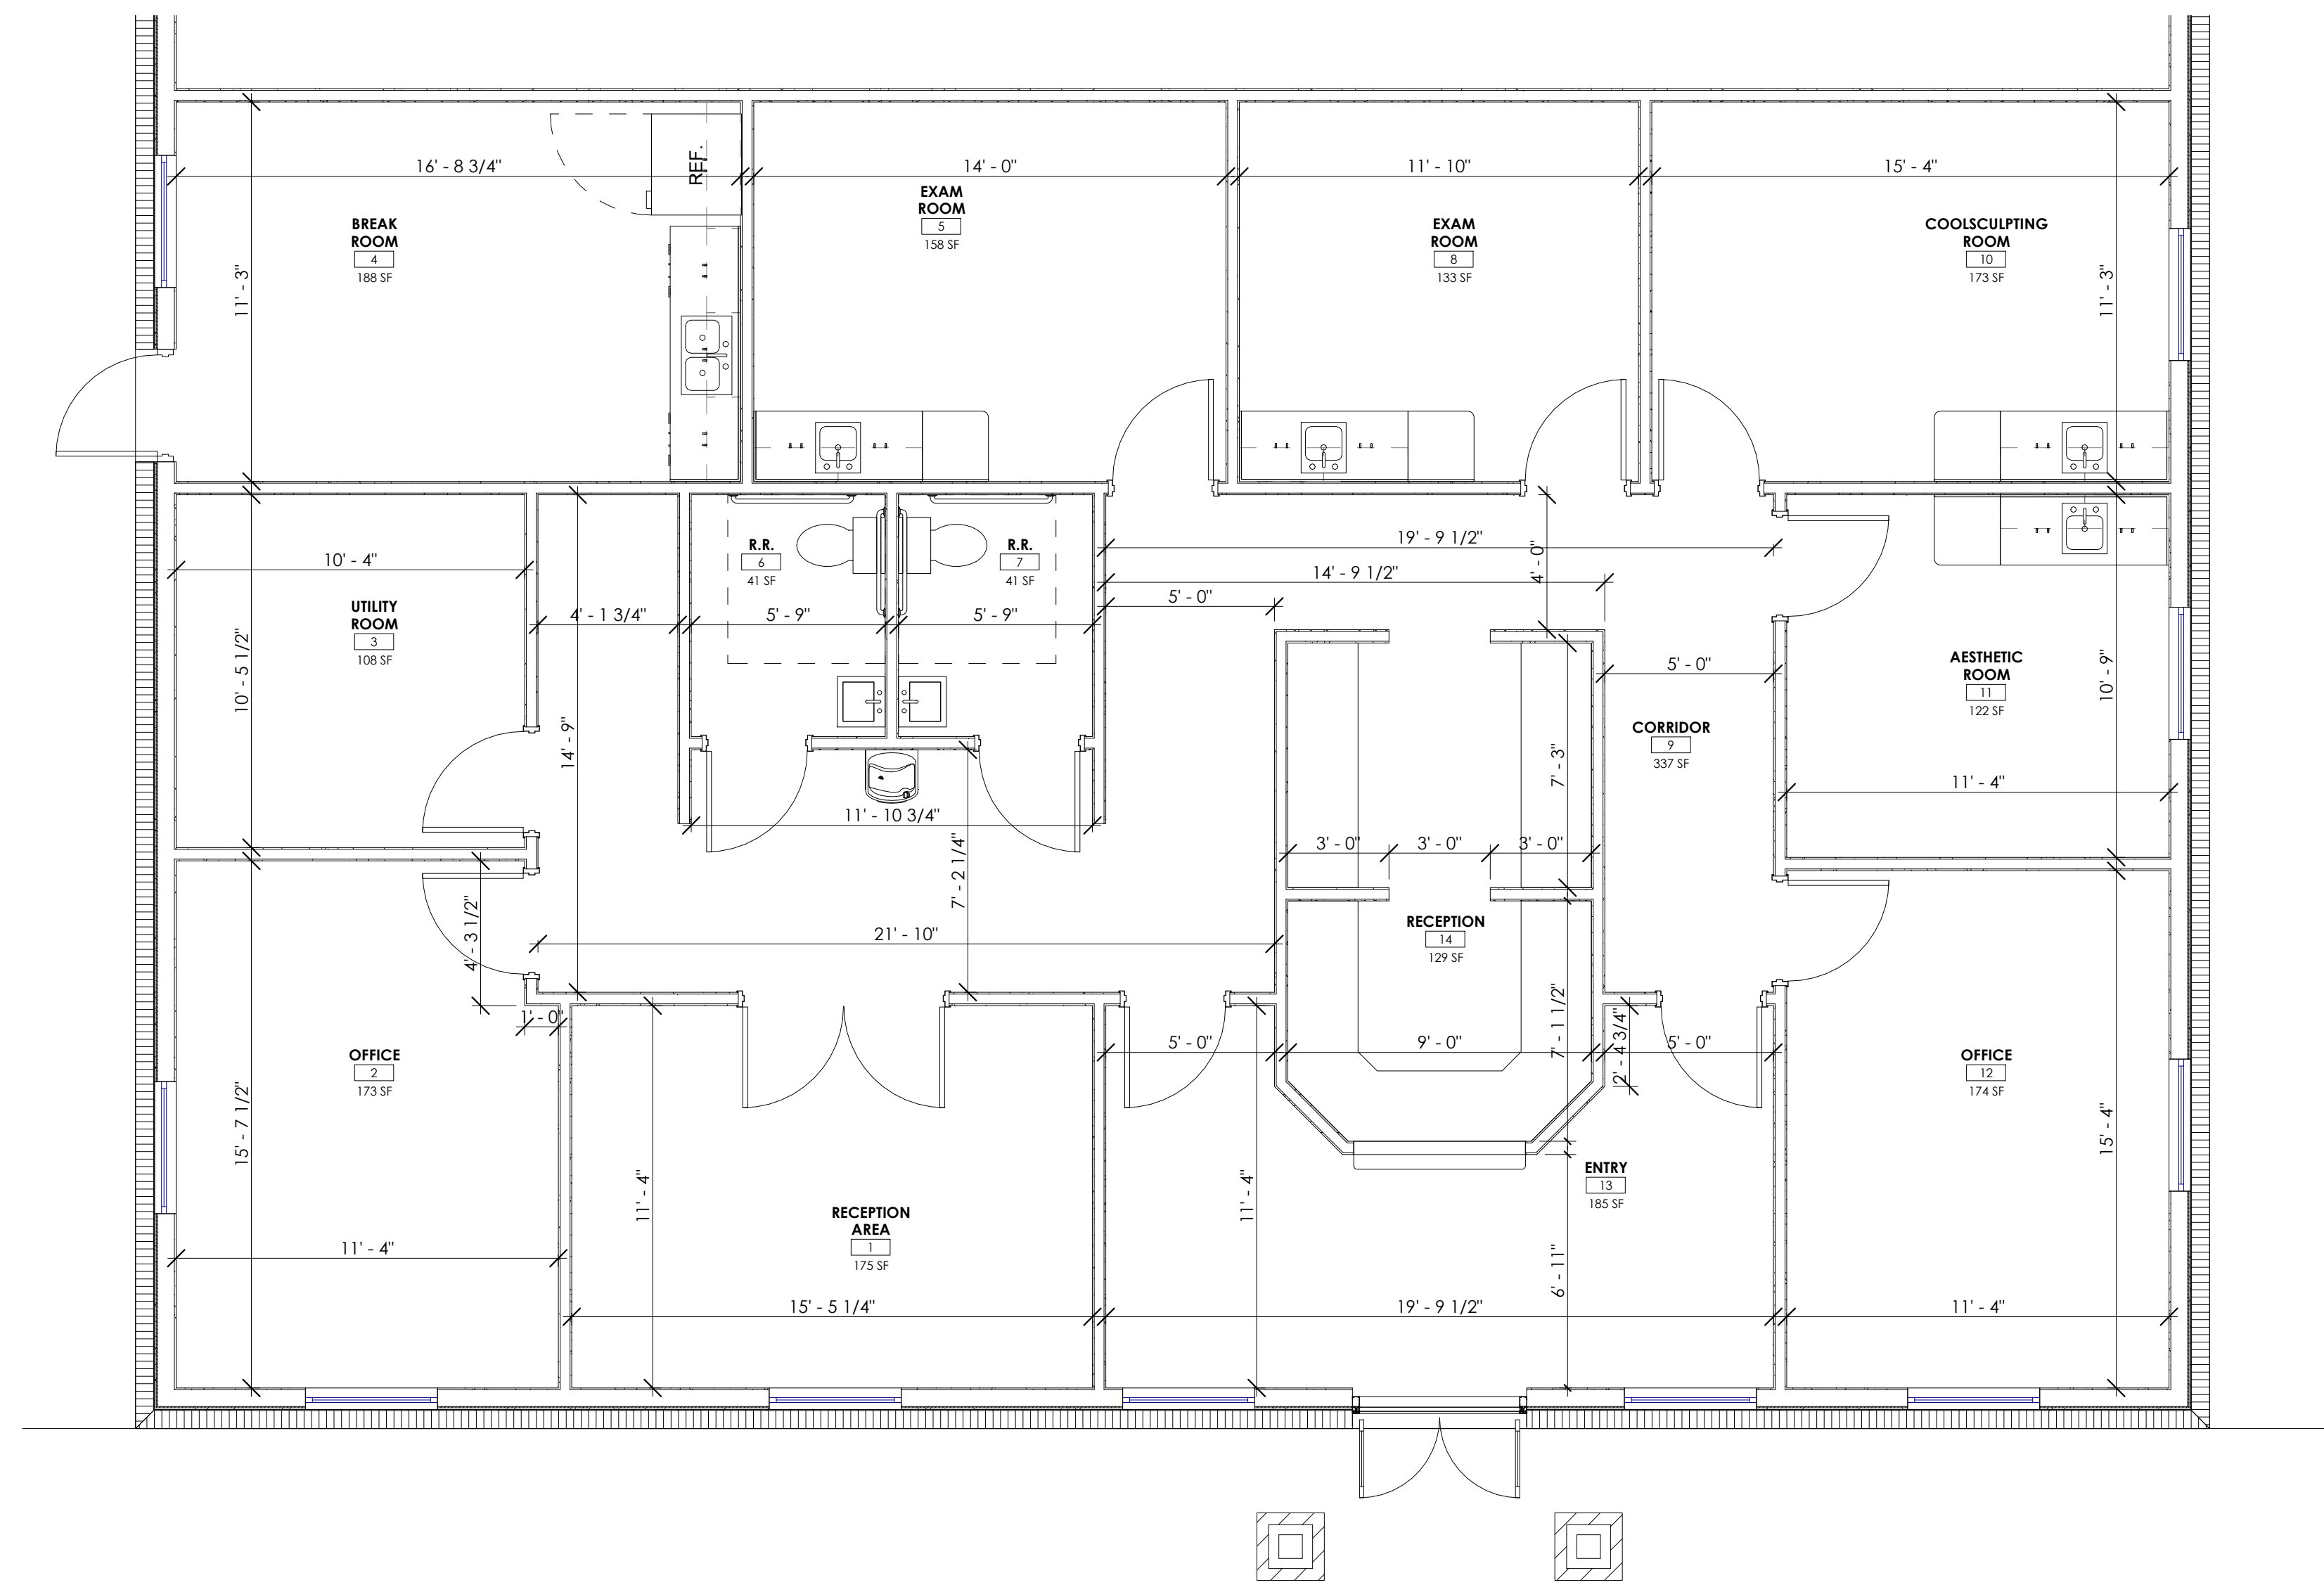 16' - 8 3/4"
REF.
14' - 0"
11' - 10"
15' - 4"
BREAK
ROOM
4
188 SF
EXAM
ROOM
5
158 SF
EXAM
ROOM
8
133 SF
COOLSCULPTING
ROOM
10
173 SF
11' - 3"
11' - 3"
10' - 4"
UTILITY
ROOM
3
108 SF
10' - 5 1/2"
4' - 1 3/4"
14' - 9"
R.R.
6
41 SF
5' - 9"
R.R.
7
41 SF
5' - 9"
11' - 10 3/4"
7' - 2 1/4"
19' - 9 1/2"
14' - 9 1/2"
5' - 0"
4' - 0"
5' - 0"
CORRIDOR
9
337 SF
7' - 3"
3' - 0"
3' - 0"
3' - 0"
AESTHETIC
ROOM
11
122 SF
10' - 9"
11' - 4"
4' - 3 1/2"
21' - 10"
RECEPTION
14
129 SF
1' - 0"
5' - 0"
9' - 0"
7' - 1 1/2"
2' - 4 3/4"
5' - 0"
OFFICE
2
173 SF
15' - 7 1/2"
11' - 4"
11' - 4"
RECEPTION
AREA
1
175 SF
15' - 5 1/4"
11' - 4"
ENTRY
13
185 SF
6' - 11"
19' - 9 1/2"
OFFICE
12
174 SF
15' - 4"
11' - 4"